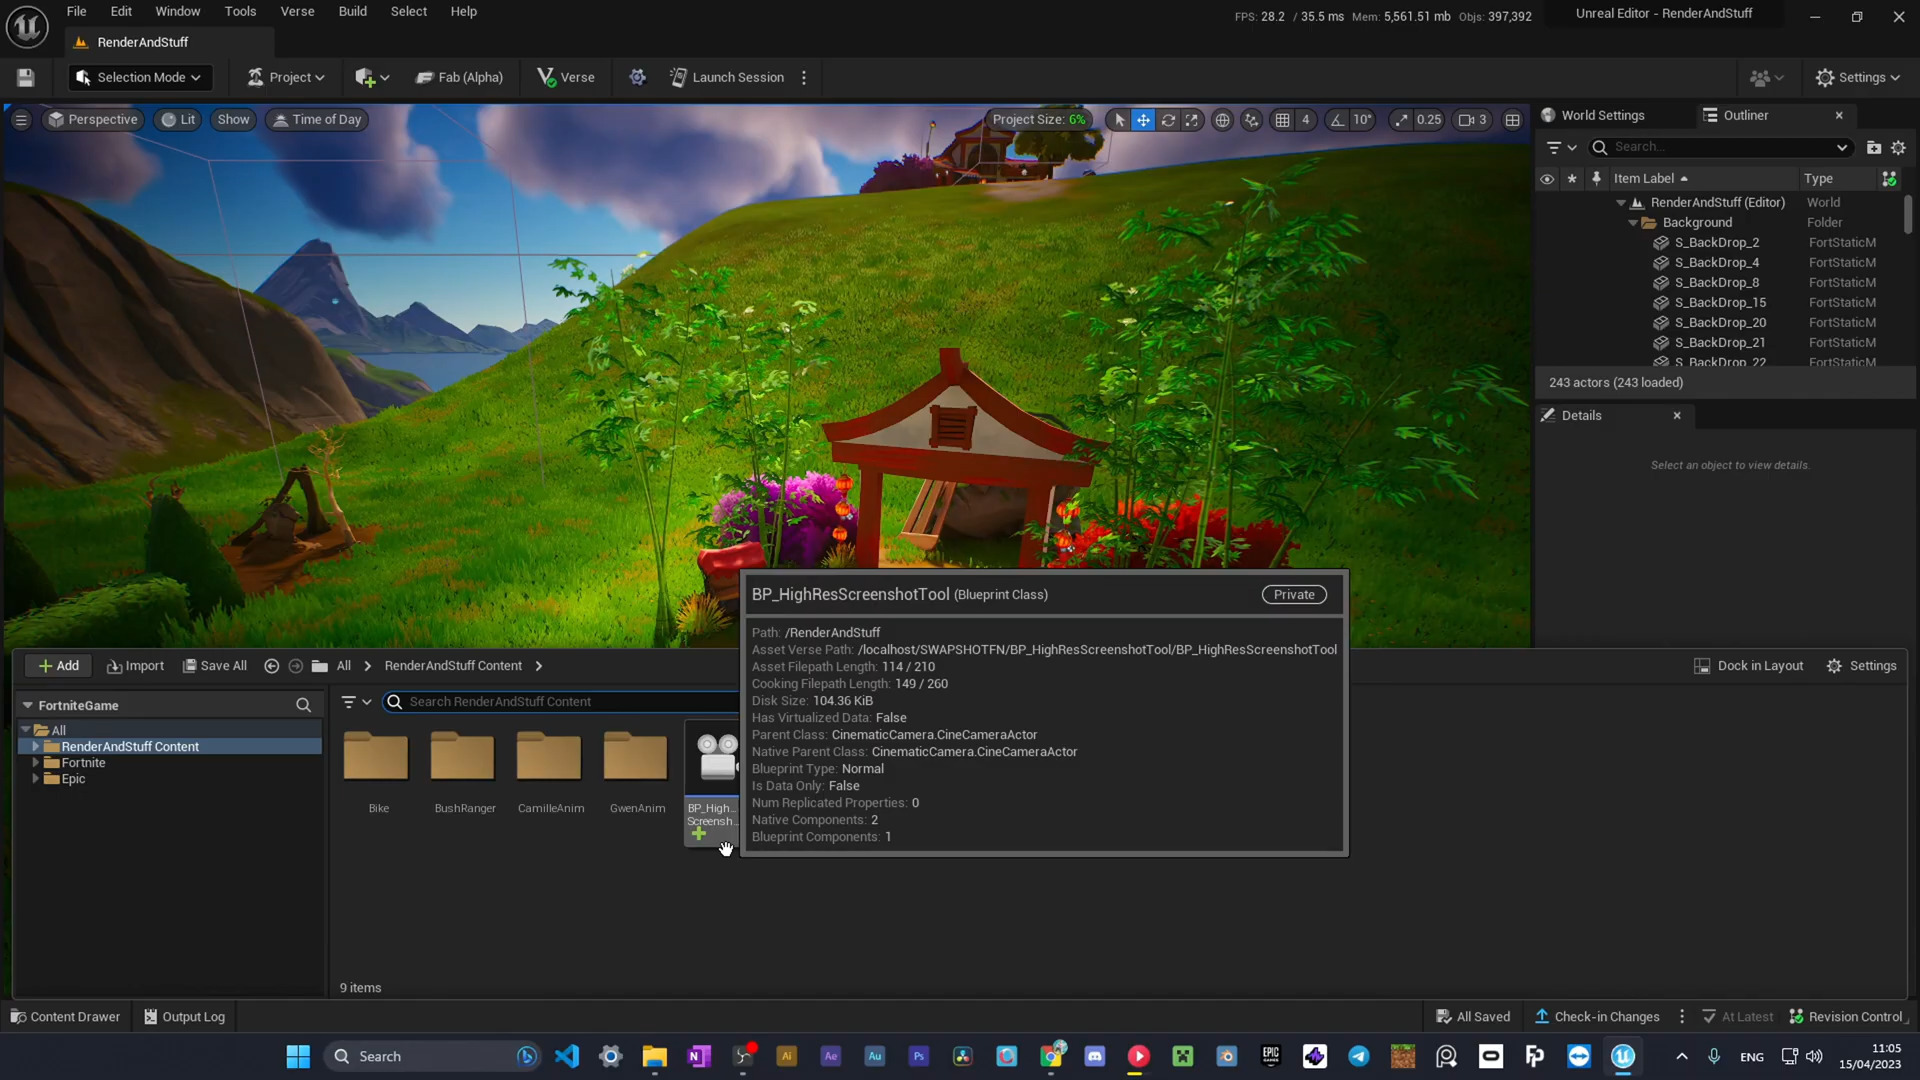 File Edit Window Tools Verse Build Select Help
FPS: 28.2 / 35.5 ms Mem: 5,561.51 mb Objs: 397,392
Unreal Editor - RenderAndStuff
RenderAndStuff
Selection Mode Project Fab (Alpha) Verse Launch Session Settings
Perspective Lit Show Time of Day Project Size: 6% 4 10° 0.25 3
World Settings Outliner
Search...
Item Label Type
RenderAndStuff (Editor) World
Background Folder
S_BackDrop_2 FortStaticM
S_BackDrop_4 FortStaticM
S_BackDrop_8 FortStaticM
S_BackDrop_15 FortStaticM
S_BackDrop_20 FortStaticM
S_BackDrop_21 FortStaticM
S_BackDrop_22 FortStaticM
243 actors (243 loaded)
Details
Select an object to view details.
BP_HighResScreenshotTool (Blueprint Class) Private
Path: /RenderAndStuff
Asset Verse Path: /localhost/SWAPSHOTFN/BP_HighResScreenshotTool/BP_HighResScreenshotTool
Asset Filepath Length: 114 / 210
Cooking Filepath Length: 149 / 260
Disk Size: 104.36 KiB
Has Virtualized Data: False
Parent Class: CinematicCamera.CineCameraActor
Native Parent Class: CinematicCamera.CineCameraActor
Blueprint Type: Normal
Is Data Only: False
Num Replicated Properties: 0
Native Components: 2
Blueprint Components: 1
Add Import Save All All RenderAndStuff Content
Dock in Layout Settings
FortniteGame
All
RenderAndStuff Content
Fortnite
Epic
Search RenderAndStuff Content
Bike BushRanger CamilleAnim GwenAnim BP_High...
Screensh...
9 items
Content Drawer Output Log
All Saved Check-in Changes At Latest Revision Control
Search
Ai Ae Au Ps
EPIC GAMES
ENG
11:05
15/04/2023